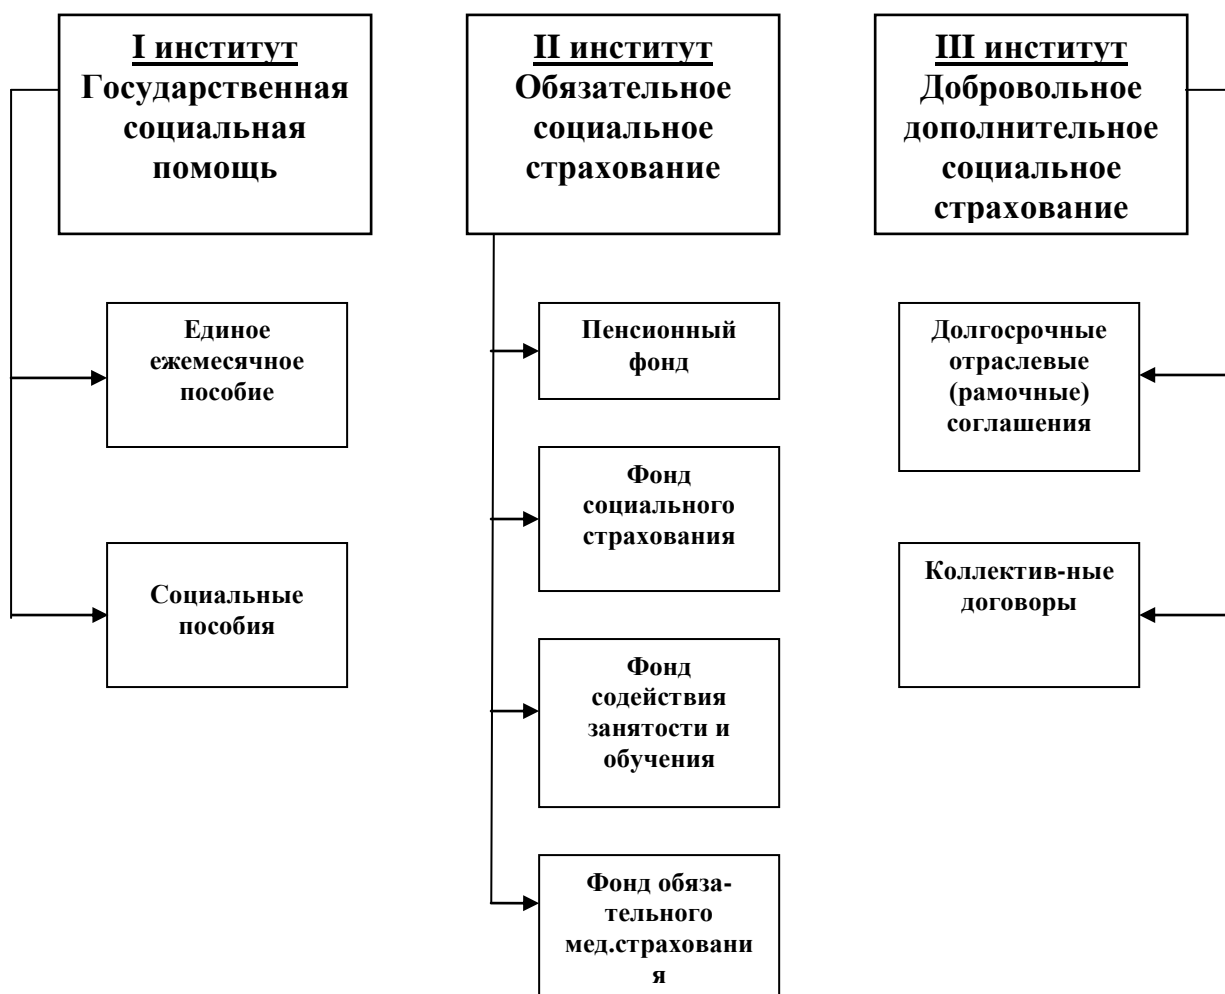 I институт
Государственная
социальная
помощь
II институт
Обязательное
социальное
страхование
III институт
Добровольное
дополнительное
социальное
страхование
Единое
ежемесячное
пособие
Социальные
пособия
Пенсионный
фонд
Фонд
социального
страхования
Фонд
содействия
занятости и
обучения
Фонд обяза-
тельного
мед.страховани
я
Долгосрочные
отраслевые
(рамочные)
соглашения
Коллектив-ные
договоры